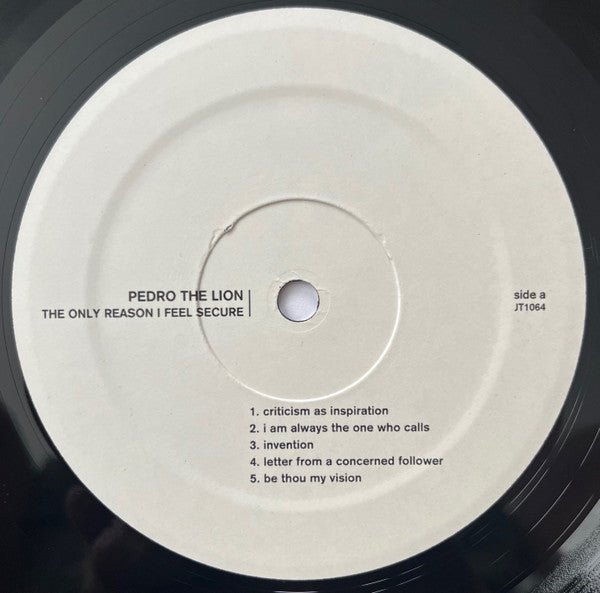 PEDRO THE LION
THE ONLY REASON I FEEL SECURE
side a
JT1064
1. criticism as inspiration
2. i am always the one who calls
3. invention
4. letter from a concerned follower
5. be thou my vision